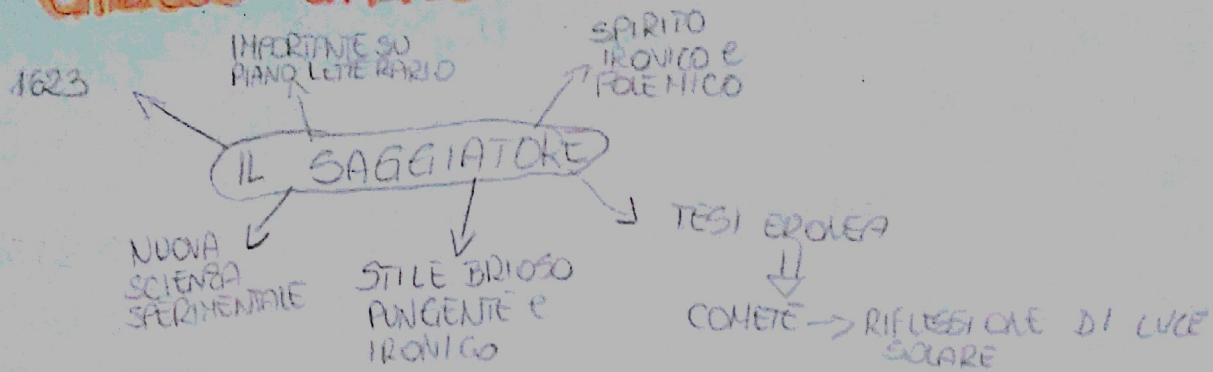 1623
IMPORTANTE SU
PIANO LETTERARIO
SPIRITO
IRONICO e
POLEMICO
IL SAGGIATORE
NUOVA
SCIENZA
SPERIMENTALE
STILE BRIOSO
PUNGENTE e
IRONICO
TESI ERONEA
COMETE → RIFLESSIONE DI LUCE
SOLARE